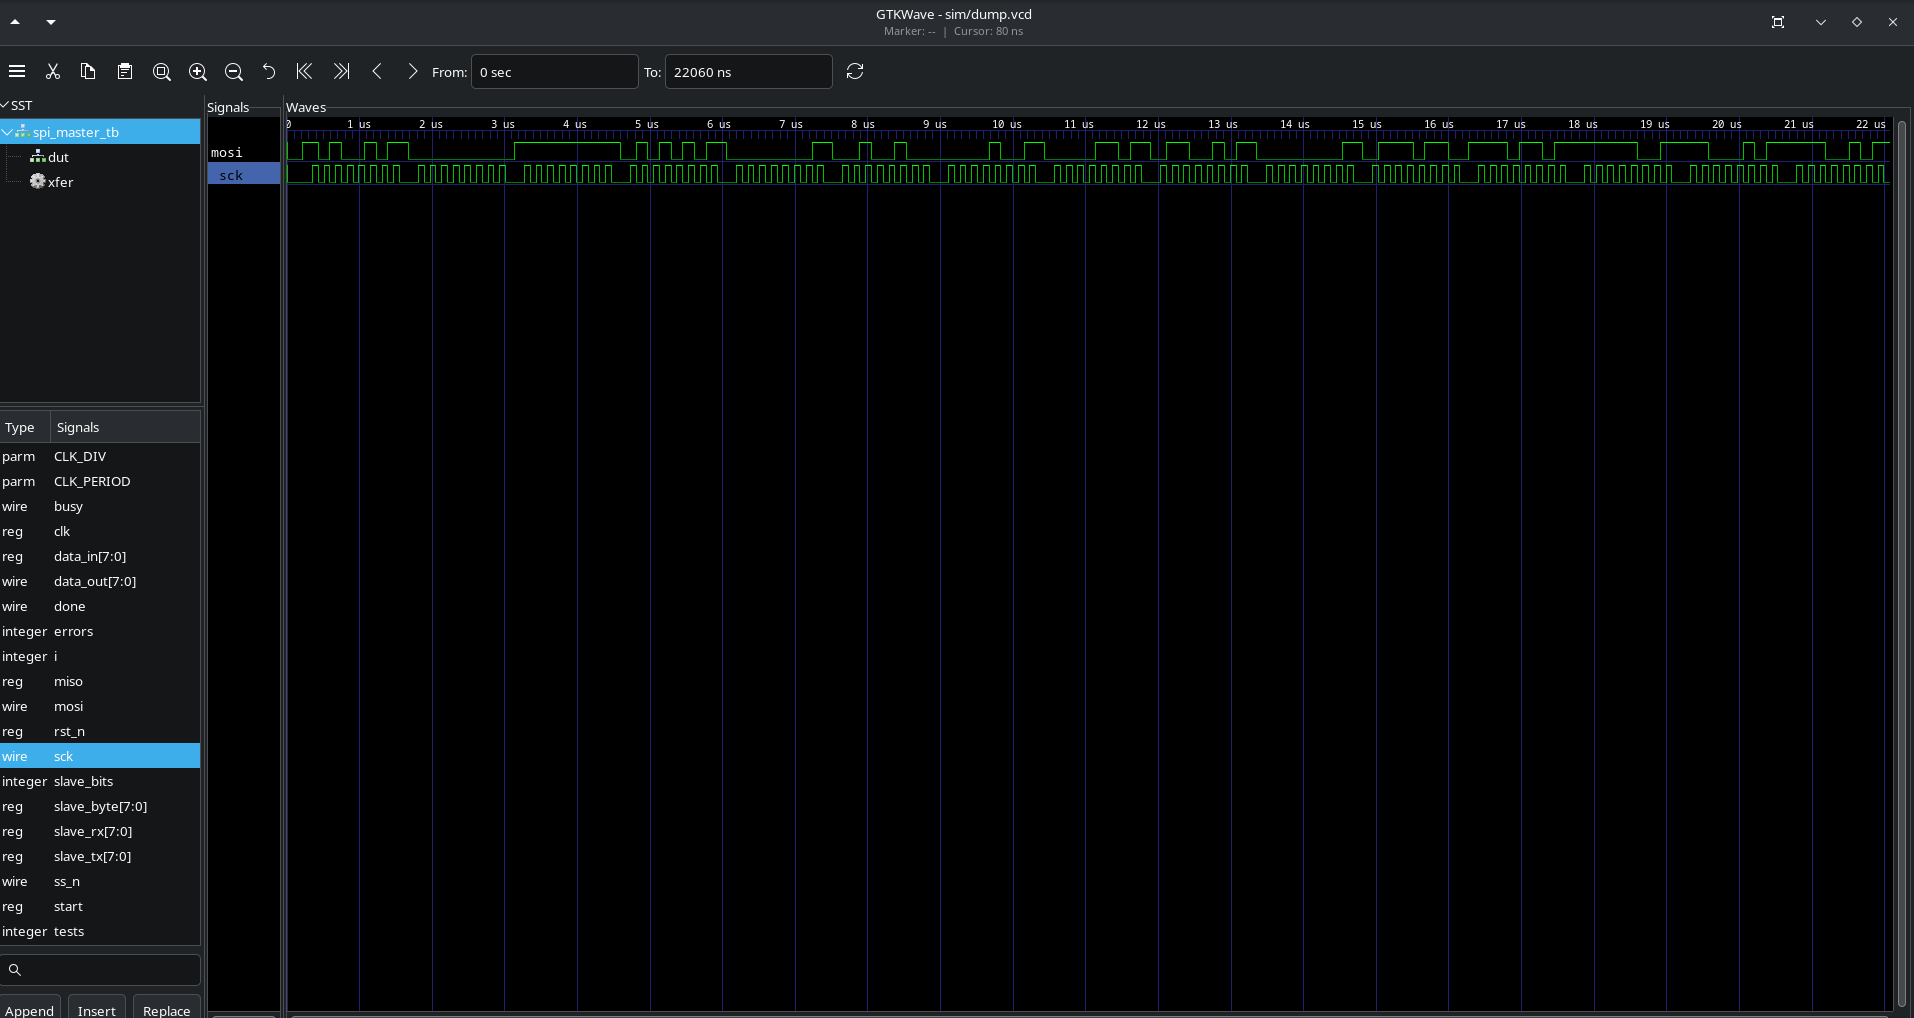 GTKWave - sim/dump.vcd
Marker: -- | Cursor: 80 ns
From: 0 sec To: 22060 ns
SST
spi_master_tb
dut
xfer
Type Signals
parm CLK_DIV
parm CLK_PERIOD
wire busy
reg clk
reg data_in[7:0]
wire data_out[7:0]
wire done
integer errors
integer i
reg miso
wire mosi
reg rst_n
wire sck
integer slave_bits
reg slave_byte[7:0]
reg slave_rx[7:0]
reg slave_tx[7:0]
wire ss_n
reg start
integer tests
Append Insert Replace
Signals
mosi
sck
Waves
0 1 us 2 us 3 us 4 us 5 us 6 us 7 us 8 us 9 us 10 us 11 us 12 us 13 us 14 us 15 us 16 us 17 us 18 us 19 us 20 us 21 us 22 us